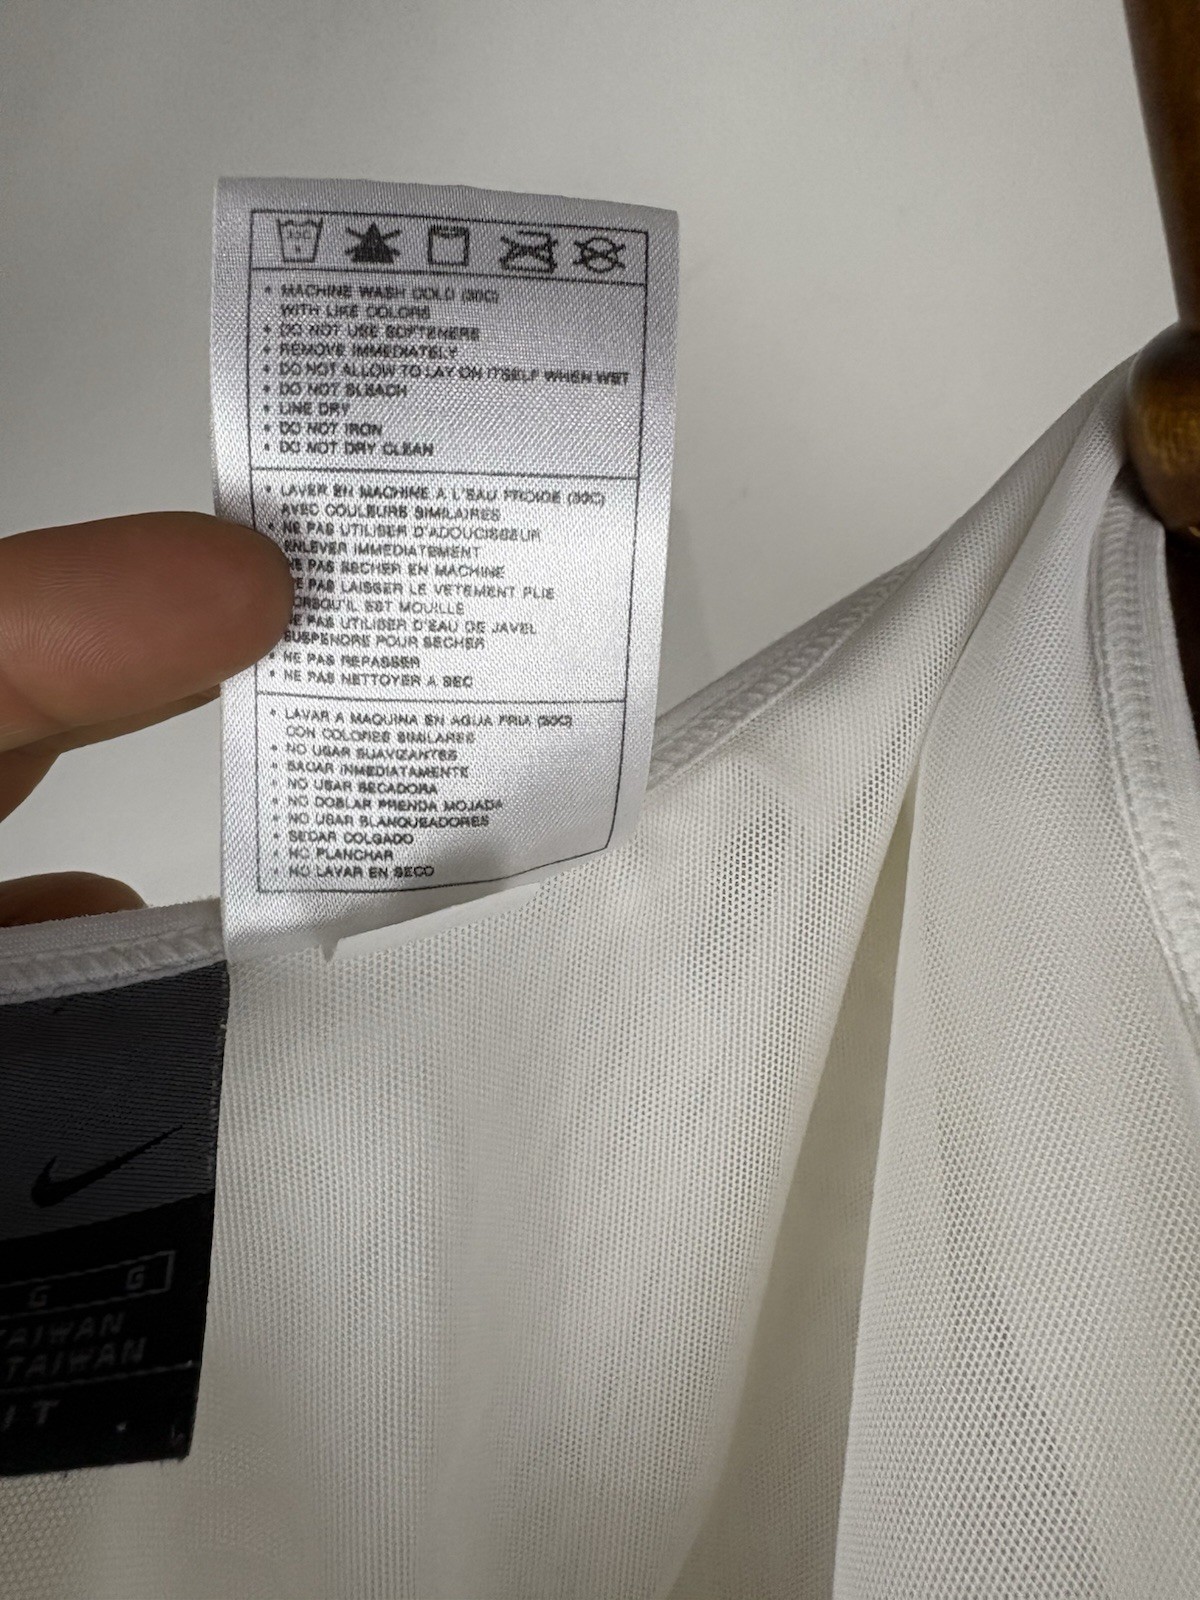 • MACHINE WASH COLD (30C)
WITH LIKE COLORS
• DO NOT USE SOFTENERS
• REMOVE IMMEDIATELY
• DO NOT ALLOW TO LAY ON ITSELF WHEN WET
• DO NOT BLEACH
• LINE DRY
• DO NOT IRON
• DO NOT DRY CLEAN
• LAVER EN MACHINE A L'EAU FROIDE (30C)
AVEC COULEURS SIMILAIRES
• NE PAS UTILISER D'ADOUCISSEUR
ENLEVER IMMEDIATEMENT
NE PAS SECHER EN MACHINE
NE PAS LAISSER LE VETEMENT PLIE
LORSQU'IL EST MOUILLE
NE PAS UTILISER D'EAU DE JAVEL
SUSPENDRE POUR SECHER
• NE PAS REPASSER
• NE PAS NETTOYER A SEC
• LAVAR A MAQUINA EN AGUA FRIA (30C)
CON COLORES SIMILARES
• NO USAR SUAVIZANTES
• SACAR INMEDIATAMENTE
• NO USAR SECADORA
• NO DOBLAR PRENDA MOJADA
• NO USAR BLANQUEADORES
• SECAR COLGADO
• NO PLANCHAR
• NO LAVAR EN SECO
G G
TAIWAN
TAIWAN
IT